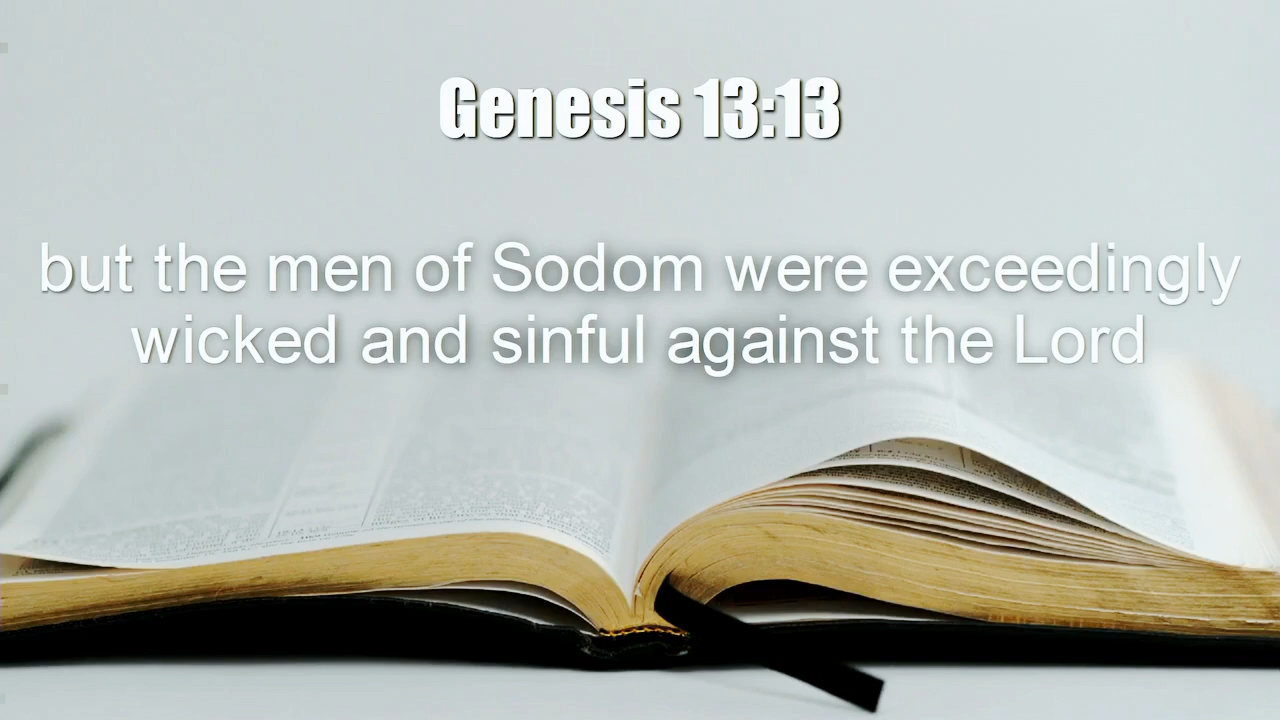 Genesis 13:13
but the men of Sodom were exceedingly
wicked and sinful against the Lord